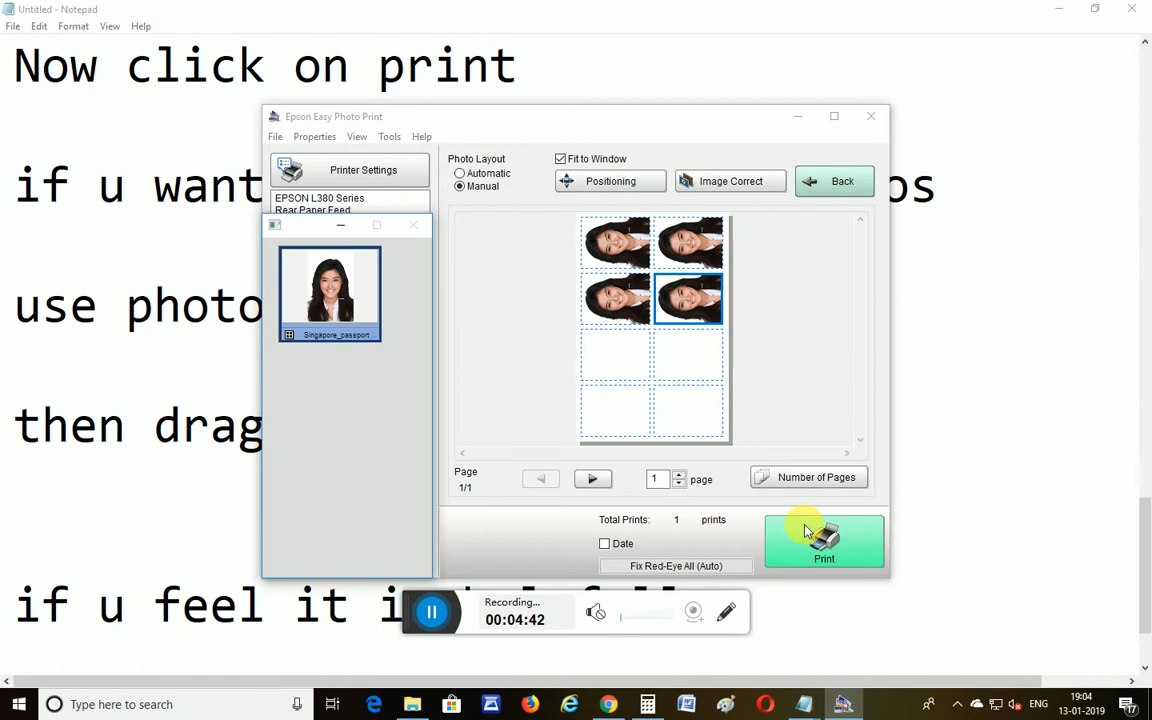 Untitled - Notepad
File Edit Format View Help
Now click on print
if u want
os
use photo
then drag
if u feel it i
Epson Easy Photo Print
File Properties View Tools Help
Printer Settings
EPSON L380 Series
Rear Paper Feed
Singapore_passport...
Photo Layout
Automatic
Manual
Fit to Window
Positioning
Image Correct
Back
Page
1/1
1 page
Number of Pages
Total Prints: 1 prints
Date
Fix Red-Eye All (Auto)
Print
Recording...
00:04:42
Type here to search
ENG
19:04
13-01-2019
17